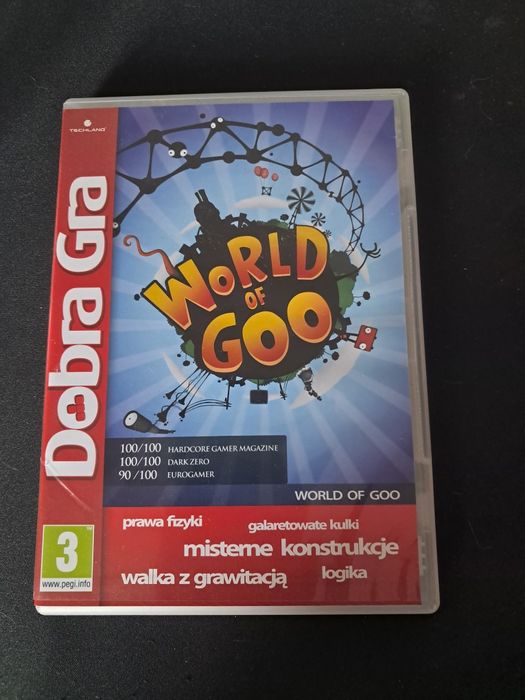 TECHLAND
Dobra Gra
WORLD
OF
GOO
100/100 HARDCORE GAMER MAGAZINE
100/100 DARK ZERO
90/100 EUROGAMER
WORLD OF GOO
prawa fizyki
galaretowate kulki
misterne konstrukcje
walka z grawitacją
logika
3
TM
www.pegi.info